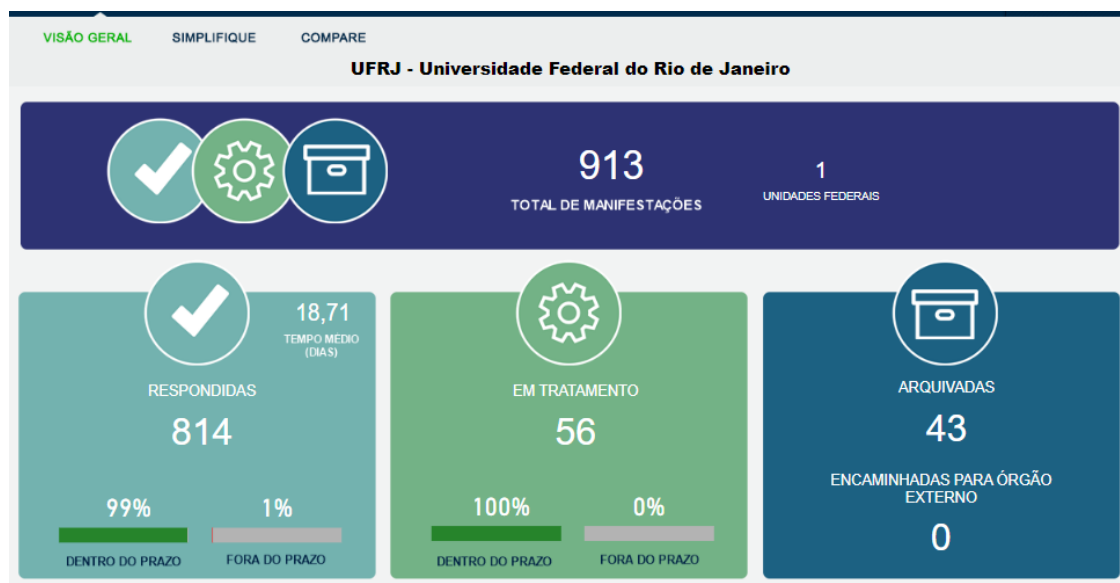 VISÃO GERAL SIMPLIFIQUE COMPARE
UFRJ - Universidade Federal do Rio de Janeiro
913
TOTAL DE MANIFESTAÇÕES
1
UNIDADES FEDERAIS
18,71
TEMPO MÉDIO
(DIAS)
RESPONDIDAS
814
99% 1%
DENTRO DO PRAZO FORA DO PRAZO
EM TRATAMENTO
56
100% 0%
DENTRO DO PRAZO FORA DO PRAZO
ARQUIVADAS
43
ENCAMINHADAS PARA ÓRGÃO
EXTERNO
0